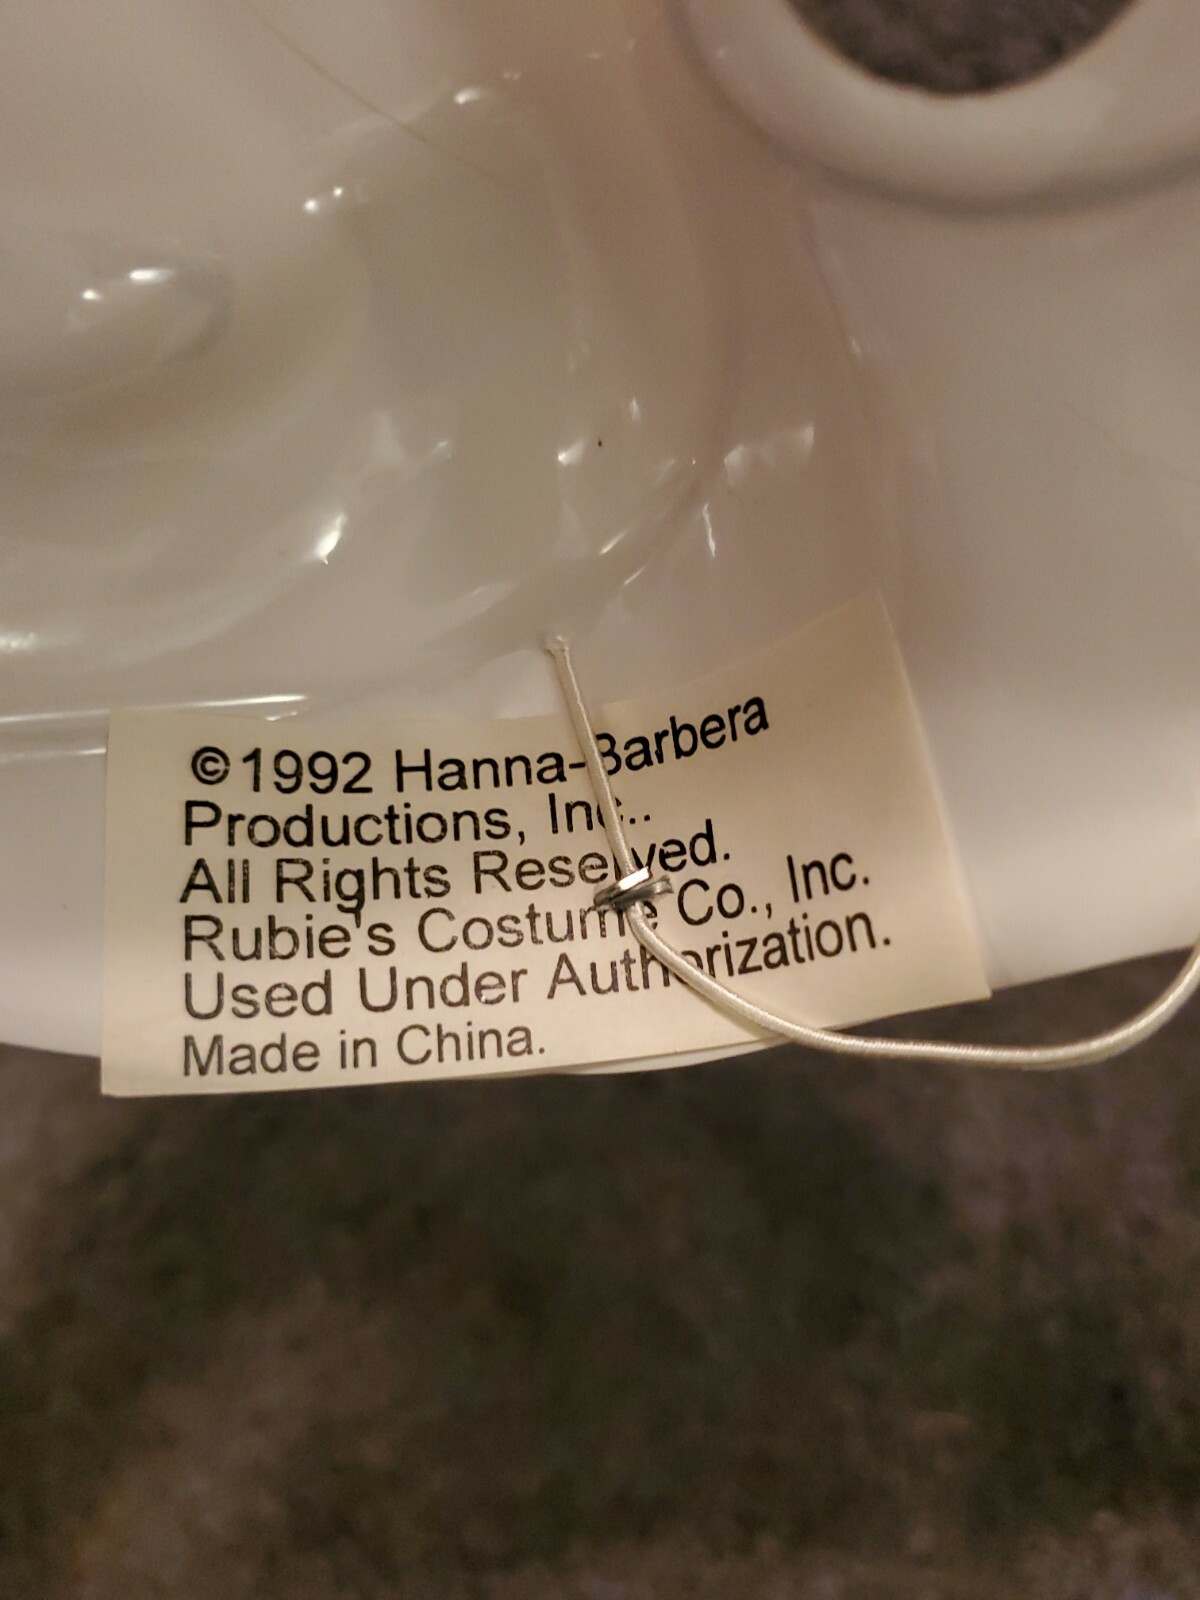 ©1992 Hanna-Barbera
Productions, Inc..
All Rights Reserved.
Rubie's Costume Co., Inc.
Used Under Authorization.
Made in China.